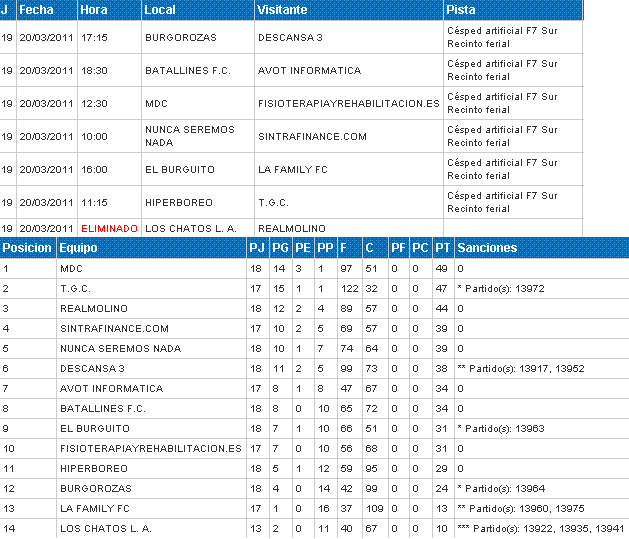 J Fecha Hora Local Visitante Pista
19 20/03/2011 17:15 BURGOROZAS DESCANSA 3 Césped artificial F7 Sur
Recinto ferial
19 20/03/2011 18:30 BATALLINES F.C. AVOT INFORMATICA Césped artificial F7 Sur
Recinto ferial
19 20/03/2011 12:30 MDC FISIOTERAPIAYREHABILITACION.ES Césped artificial F7 Sur
Recinto ferial
19 20/03/2011 10:00 NUNCA SEREMOS NADA SINTRAFINANCE.COM Césped artificial F7 Sur
Recinto ferial
19 20/03/2011 16:00 EL BURGUITO LA FAMILY FC Césped artificial F7 Sur
Recinto ferial
19 20/03/2011 11:15 HIPERBOREO T.G.C. Césped artificial F7 Sur
Recinto ferial
19 20/03/2011 ELIMINADO LOS CHATOS L. A. REALMOLINO
Posicion Equipo PJ PG PE PP F C PF PC PT Sanciones
1 MDC 18 14 3 1 97 51 0 0 49 0
2 T.G.C. 17 15 1 1 122 32 0 0 47 * Partido(s): 13972
3 REALMOLINO 18 12 2 4 89 57 0 0 44 0
4 SINTRAFINANCE.COM 17 10 2 5 69 57 0 0 39 0
5 NUNCA SEREMOS NADA 18 10 1 7 74 64 0 0 39 0
6 DESCANSA 3 18 11 2 5 99 73 0 0 38 ** Partido(s): 13917, 13952
7 AVOT INFORMATICA 17 8 1 8 47 67 0 0 34 0
8 BATALLINES F.C. 18 8 0 10 65 72 0 0 34 0
9 EL BURGUITO 18 7 1 10 66 51 0 0 31 * Partido(s): 13963
10 FISIOTERAPIAYREHABILITACION.ES 17 7 0 10 56 68 0 0 31 0
11 HIPERBOREO 18 5 1 12 59 95 0 0 29 0
12 BURGOROZAS 18 4 0 14 42 99 0 0 24 * Partido(s): 13964
13 LA FAMILY FC 17 1 0 16 37 109 0 0 13 ** Partido(s): 13960, 13975
14 LOS CHATOS L. A. 13 2 0 11 40 67 0 0 10 *** Partido(s): 13922, 13935, 13941